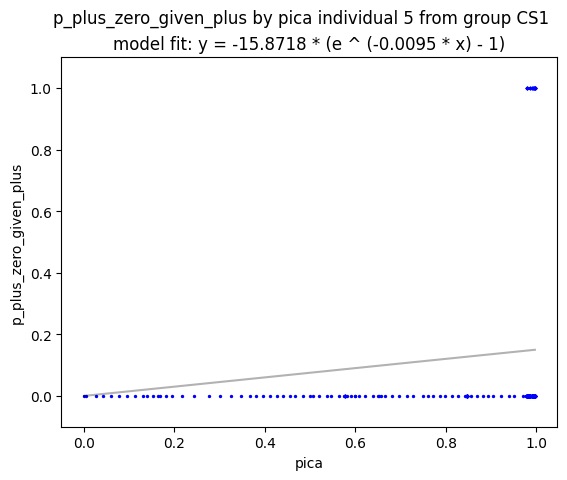 p_plus_zero_given_plus by pica individual 5 from group CS1
model fit: y = -15.8718 * (e ^ (-0.0095 * x) - 1)
1.0
0.8
0.6
0.4
0.2
0.0
p_plus_zero_given_plus
0.0 0.2 0.4 0.6 0.8 1.0
pica